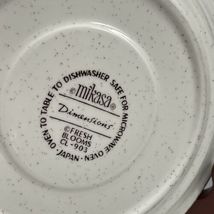 OVEN TO TABLE TO DISHWASHER SAFE FOR MICROWAVE OVEN. JAPAN.
©mikasa
Dimensions
©FRESH
BLOOMS
CL-903